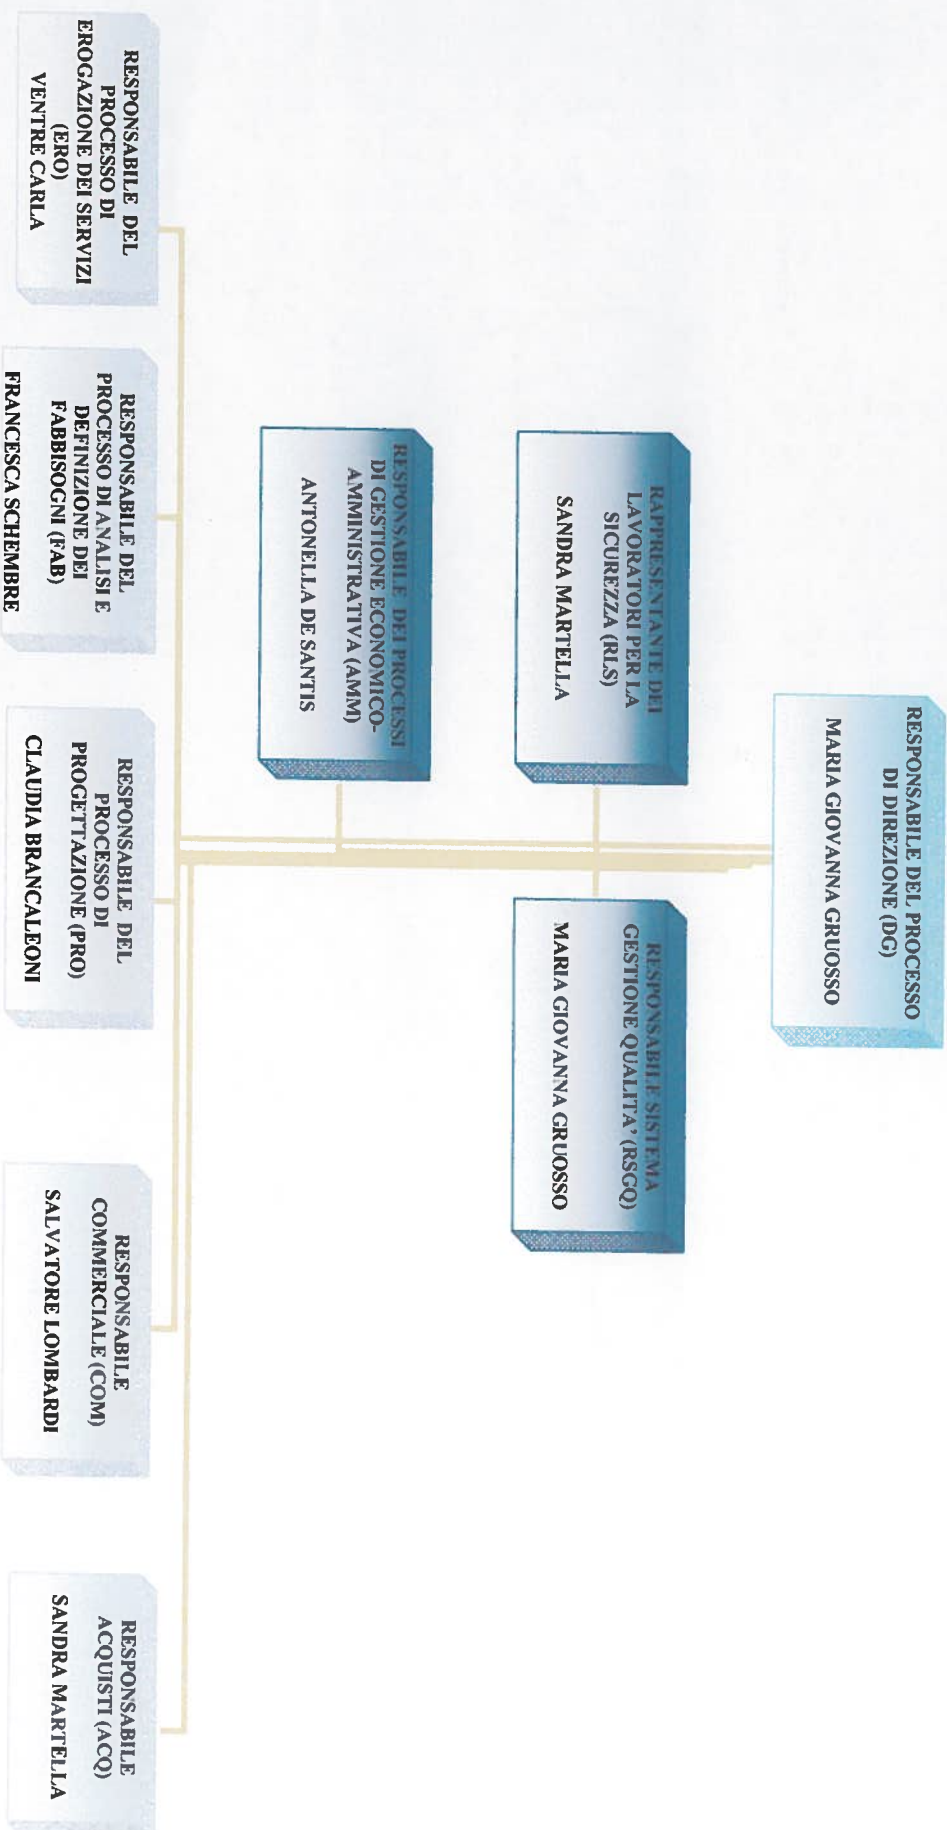 RESPONSABILE DEL PROCESSO
DI DIREZIONE (DG)
MARIA GIOVANNA GRUOSSO
RAPPRESENTANTE DEI
LAVORATORI PER LA
SICUREZZA (RLS)
SANDRA MARTELLA
RESPONSABILE SISTEMA
GESTIONE QUALITA' (RSGQ)
MARIA GIOVANNA GRUOSSO
RESPONSABILE DEI PROCESSI
DI GESTIONE ECONOMICO-
AMMINISTRATIVA (AMM)
ANTONELLA DE SANTIS
RESPONSABILE DEL
PROCESSO DI
EROGAZIONE DEI SERVIZI
(ERO)
VENTRE CARLA
RESPONSABILE DEL
PROCESSO DI ANALISI E
DEFINIZIONE DEI
FABBISOGNI (FAB)
FRANCESCA SCHEMBRE
RESPONSABILE DEL
PROCESSO DI
PROGETTAZIONE (PRO)
CLAUDIA BRANCALEONI
RESPONSABILE
COMMERCIALE (COM)
SALVATORE LOMBARDI
RESPONSABILE
ACQUISTI (ACQ)
SANDRA MARTELLA